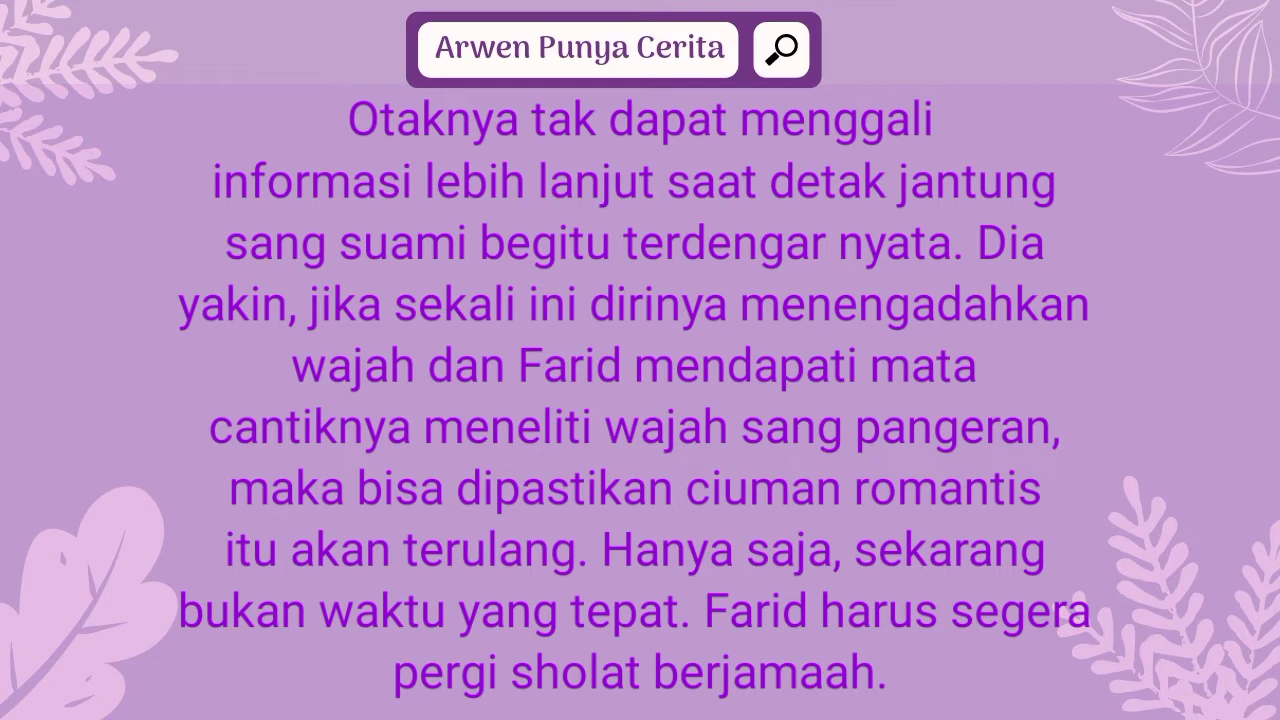 Arwen Punya Cerita
Otaknya tak dapat menggali
informasi lebih lanjut saat detak jantung
sang suami begitu terdengar nyata. Dia
yakin, jika sekali ini dirinya menengadahkan
wajah dan Farid mendapati mata
cantiknya meneliti wajah sang pangeran,
maka bisa dipastikan ciuman romantis
itu akan terulang. Hanya saja, sekarang
bukan waktu yang tepat. Farid harus segera
pergi sholat berjamaah.